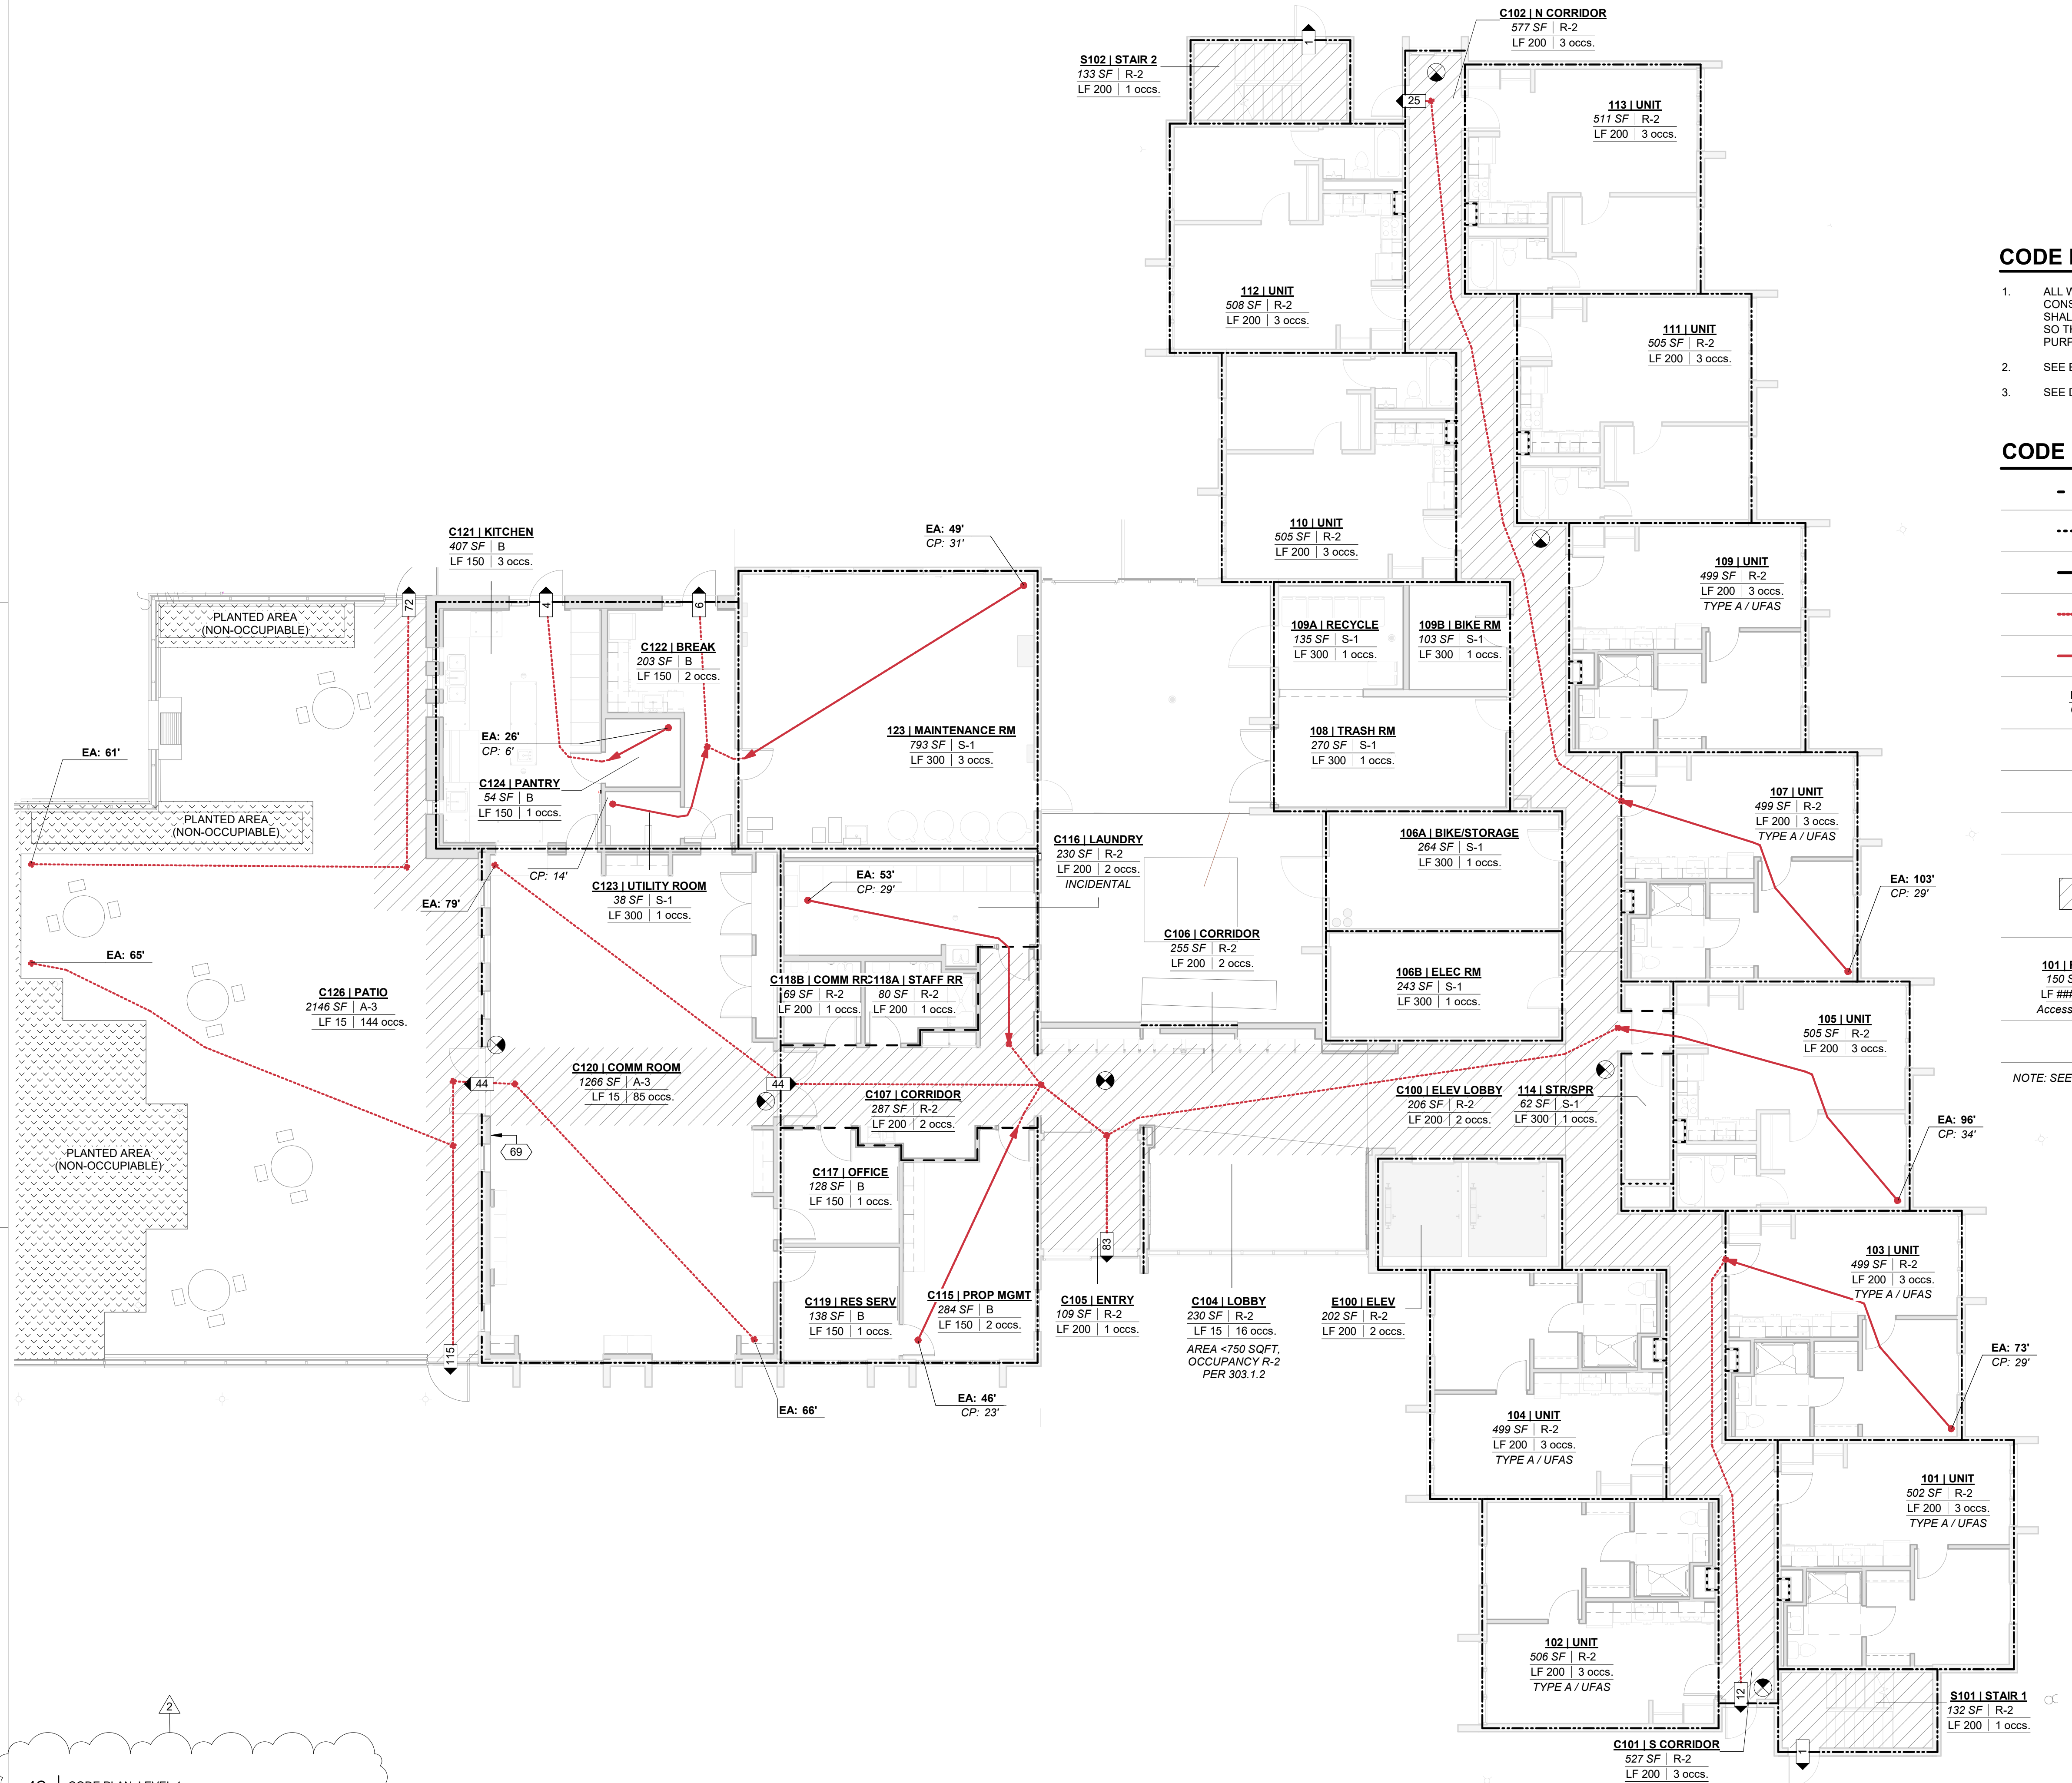 C102 | N CORRIDOR
577 SF | R-2
LF 200 | 3 occs.
S102 | STAIR 2
133 SF | R-2
LF 200 | 1 occs.
1
25
113 | UNIT
511 SF | R-2
LF 200 | 3 occs.
112 | UNIT
508 SF | R-2
LF 200 | 3 occs.
111 | UNIT
505 SF | R-2
LF 200 | 3 occs.
110 | UNIT
505 SF | R-2
LF 200 | 3 occs.
109 | UNIT
499 SF | R-2
LF 200 | 3 occs.
TYPE A / UFAS
CODE
1. ALL
SHAL
SO
2. SEE
3. SEE
CODE
C121 | KITCHEN
407 SF | B
LF 150 | 3 occs.
EA: 49'
CP: 31'
72
4
6
PLANTED AREA
(NON-OCCUPIABLE)
C122 | BREAK
203 SF | B
LF 150 | 2 occs.
109A | RECYCLE
135 SF | S-1
LF 300 | 1 occs.
109B | BIKE RM
103 SF | S-1
LF 300 | 1 occs.
EA: 61'
EA: 26'
CP: 6'
C124 | PANTRY
54 SF | B
LF 150 | 1 occs.
123 | MAINTENANCE RM
793 SF | S-1
LF 300 | 3 occs.
108 | TRASH RM
270 SF | S-1
LF 300 | 1 occs.
107 | UNIT
499 SF | R-2
LF 200 | 3 occs.
TYPE A / UFAS
PLANTED AREA
(NON-OCCUPIABLE)
CP: 14'
C123 | UTILITY ROOM
38 SF | S-1
LF 300 | 1 occs.
EA: 79'
EA: 53'
CP: 29'
C116 | LAUNDRY
230 SF | R-2
LF 200 | 2 occs.
INCIDENTAL
106A | BIKE/STORAGE
264 SF | S-1
LF 300 | 1 occs.
EA: 103'
CP: 29'
EA: 65'
C126 | PATIO
2146 SF | A-3
LF 15 | 144 occs.
C118B | COMM RR
69 SF | R-2
LF 200 | 1 occs.
C118A | STAFF RR
80 SF | R-2
LF 200 | 1 occs.
C106 | CORRIDOR
255 SF | R-2
LF 200 | 2 occs.
106B | ELEC RM
243 SF | S-1
LF 300 | 1 occs.
105 | UNIT
505 SF | R-2
LF 200 | 3 occs.
101 |
150
LF ###
Access
NOTE: SEE
44
C120 | COMM ROOM
1266 SF | A-3
LF 15 | 85 occs.
44
C107 | CORRIDOR
287 SF | R-2
LF 200 | 2 occs.
C100 | ELEV LOBBY
206 SF | R-2
LF 200 | 2 occs.
114 | STR/SPR
62 SF | S-1
LF 300 | 1 occs.
EA: 96'
CP: 34'
69
PLANTED AREA
(NON-OCCUPIABLE)
C117 | OFFICE
128 SF | B
LF 150 | 1 occs.
83
C119 | RES SERV
138 SF | B
LF 150 | 1 occs.
C115 | PROP MGMT
284 SF | B
LF 150 | 2 occs.
C105 | ENTRY
109 SF | R-2
LF 200 | 1 occs.
C104 | LOBBY
230 SF | R-2
LF 15 | 16 occs.
AREA <750 SQFT,
OCCUPANCY R-2
PER 303.1.2
E100 | ELEV
202 SF | R-2
LF 200 | 2 occs.
103 | UNIT
499 SF | R-2
LF 200 | 3 occs.
TYPE A / UFAS
EA: 73'
CP: 29'
115
EA: 66'
EA: 46'
CP: 23'
104 | UNIT
499 SF | R-2
LF 200 | 3 occs.
TYPE A / UFAS
101 | UNIT
502 SF | R-2
LF 200 | 3 occs.
TYPE A / UFAS
102 | UNIT
506 SF | R-2
LF 200 | 3 occs.
TYPE A / UFAS
12
S101 | STAIR 1
132 SF | R-2
LF 200 | 1 occs.
1
C101 | S CORRIDOR
527 SF | R-2
LF 200 | 3 occs.
2